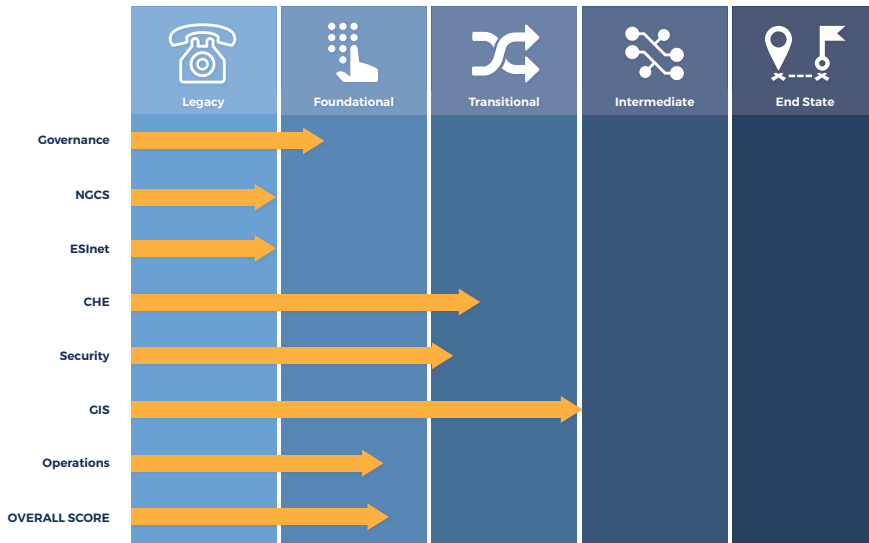 Legacy
Foundational
Transitional
Intermediate
End State
Governance
NGCS
ESInet
CHE
Security
GIS
Operations
OVERALL SCORE